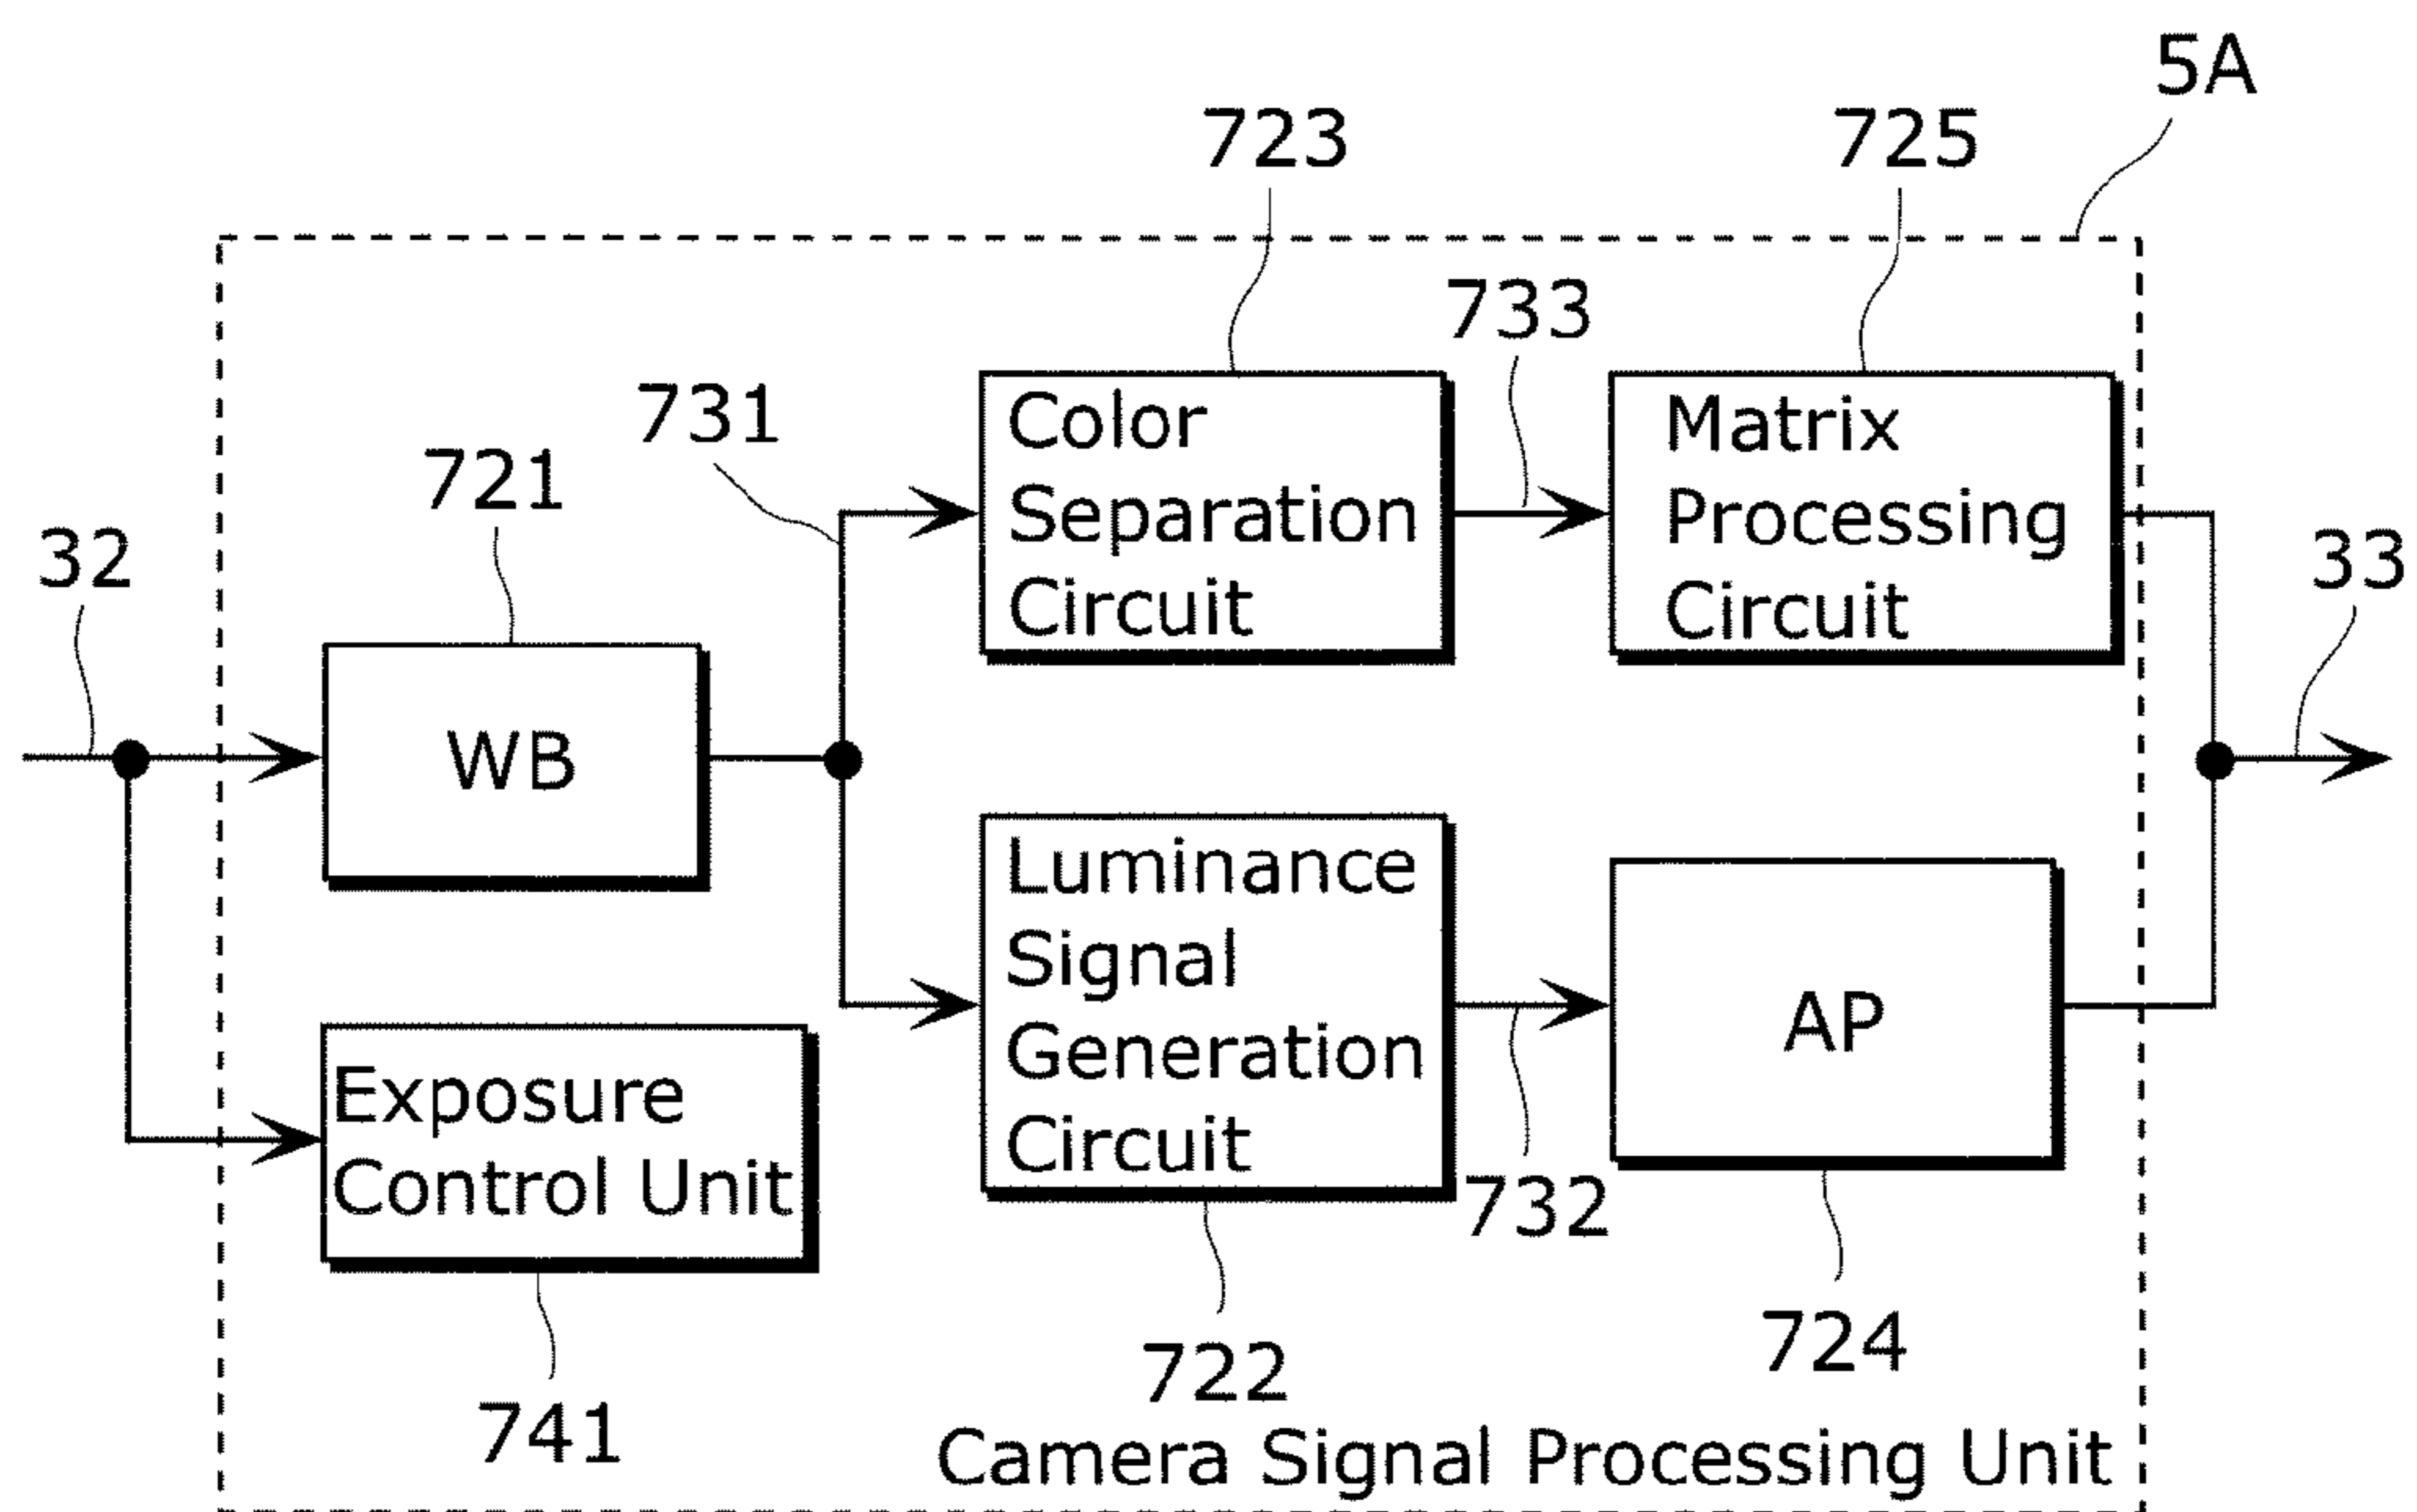 5A
723
725
733
731
721
32
33
Color
Separation
Circuit
Matrix
Processing
Circuit
WB
Luminance
Signal
Generation
Circuit
AP
Exposure
Control Unit
732
722
724
741
Camera Signal Processing Unit